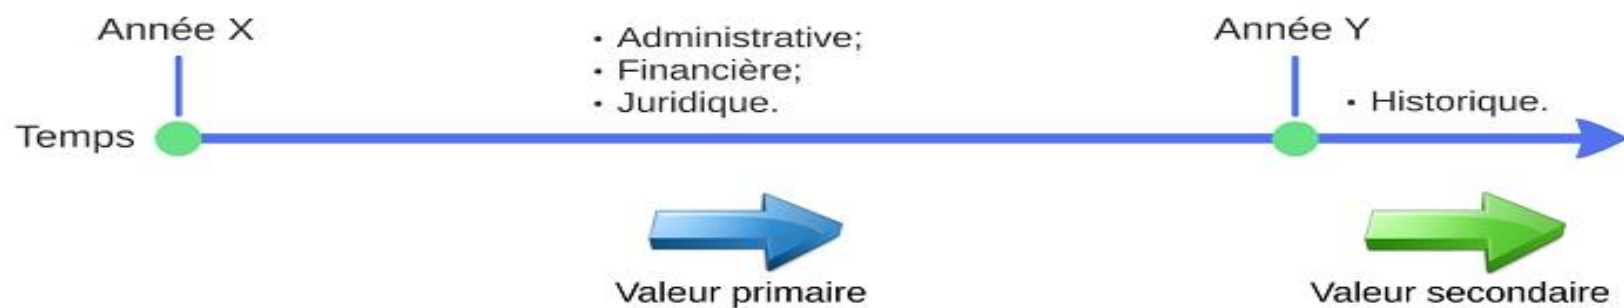 Année X
• Administrative;
• Financière;
• Juridique.
Année Y
• Historique.
Temps
Valeur primaire
Valeur secondaire